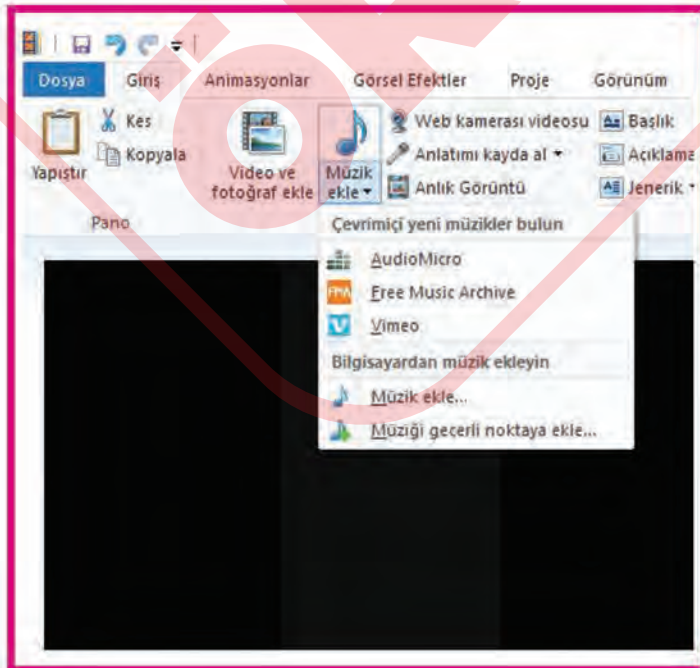 Dosya Giriş Animasyonlar Görsel Efektler Proje Görünüm
Kes
Kopyala
Yapıştır
Video ve
fotoğraf ekle
Müzik
ekle
Web kamerası videosu
Anlatımı kayda al
Anlık Görüntü
Başlık
Açıklama
Jenerik
Pano
Çevrimiçi yeni müzikler bulun
AudioMicro
FMA Free Music Archive
Vimeo
Bilgisayardan müzik ekleyin
Müzik ekle...
Müziği geçerli noktaya ekle...